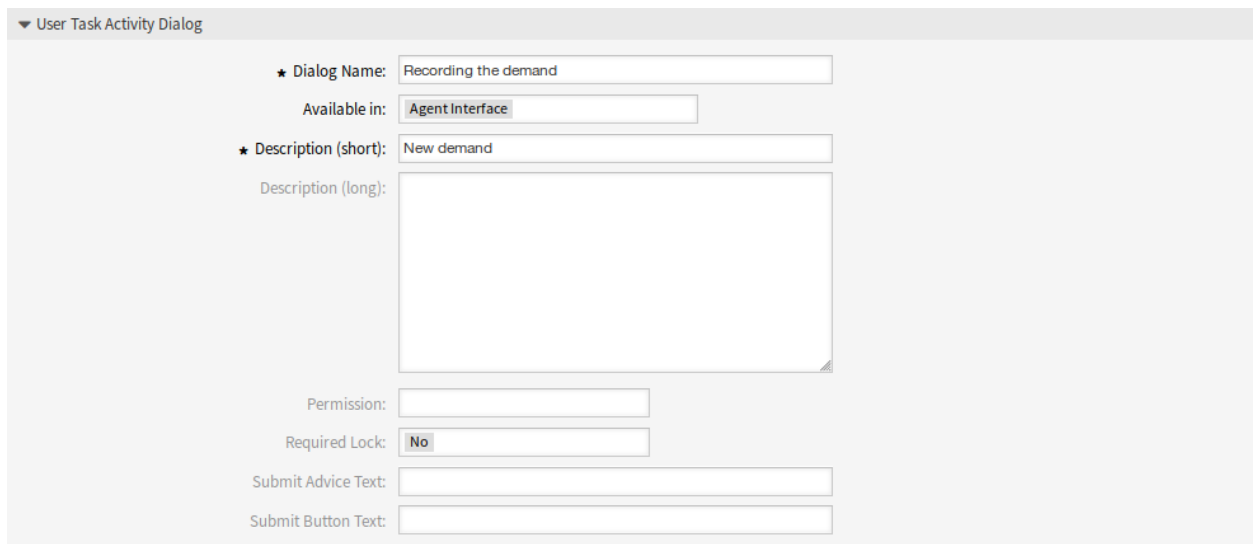 User Task Activity Dialog
★ Dialog Name: Recording the demand
Available in: Agent Interface
★ Description (short): New demand
Description (long):
Permission:
Required Lock: No
Submit Advice Text:
Submit Button Text: